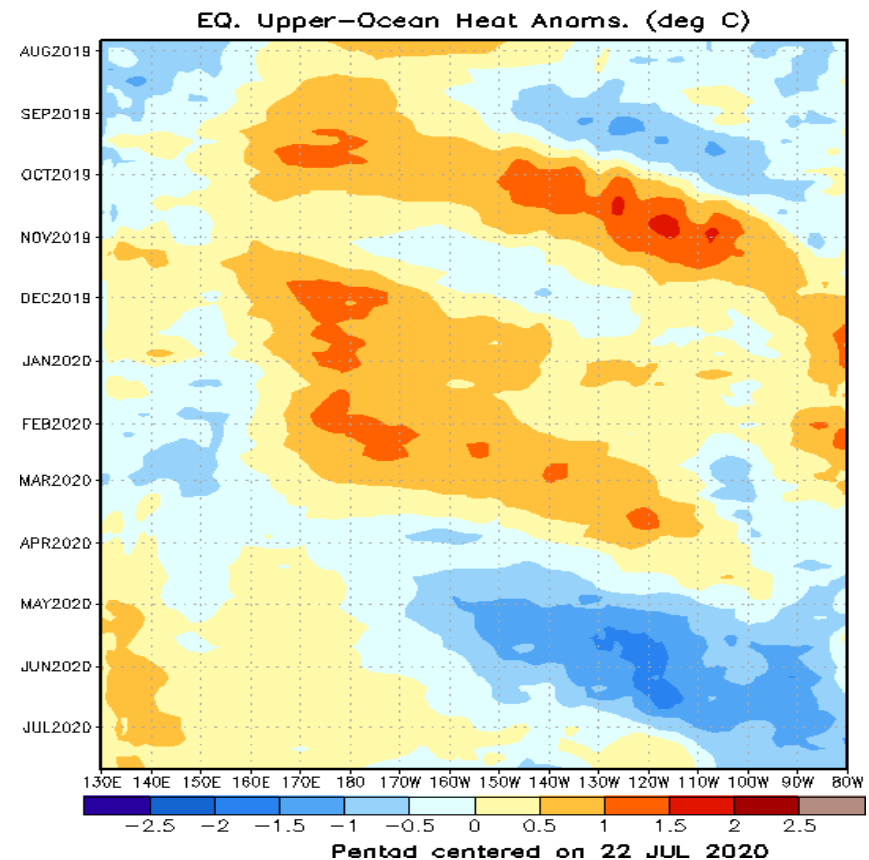 EQ. Upper-Ocean Heat Anoms. (deg C)
AUG2019
SEP2019
OCT2019
NOV2019
DEC2019
JAN2020
FEB2020
MAR2020
APR2020
MAY2020
JUN2020
JUL2020
130E 140E 150E 160E 170E 180 170W 160W 150W 140W 130W 120W 110W 100W 90W 80W
-2.5 -2 -1.5 -1 -0.5 0 0.5 1 1.5 2 2.5
Pentad centered on 22 JUL 2020